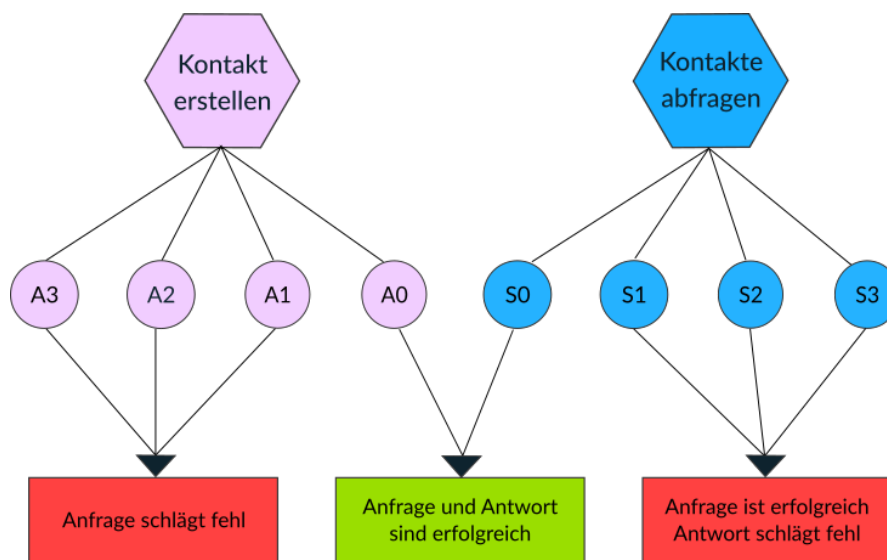 Kontakt
erstellen
Kontakte
abfragen
A3
A2
A1
A0
S0
S1
S2
S3
Anfrage schlägt fehl
Anfrage und Antwort
sind erfolgreich
Anfrage ist erfolgreich
Antwort schlägt fehl